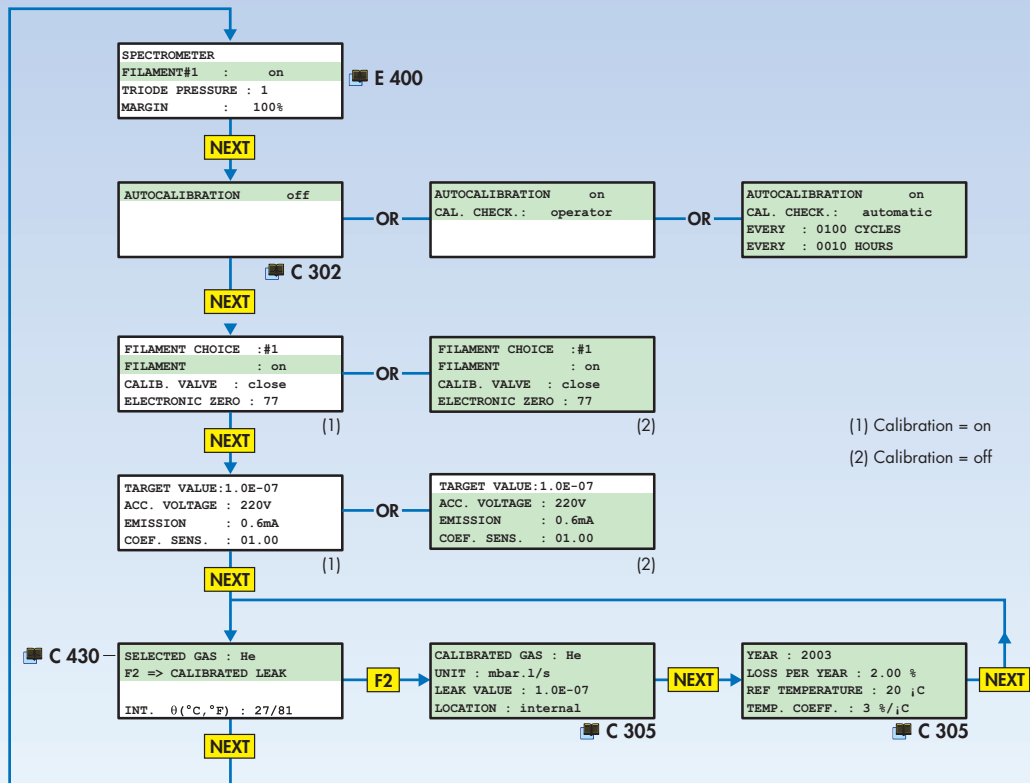 SPECTROMETER
FILAMENT#1 : on
TRIODE PRESSURE : 1
MARGIN : 100%
E 400
NEXT
AUTOCALIBRATION off
OR
AUTOCALIBRATION on
CAL. CHECK.: operator
OR
AUTOCALIBRATION on
CAL. CHECK.: automatic
EVERY : 0100 CYCLES
EVERY : 0010 HOURS
C 302
NEXT
FILAMENT CHOICE :#1
FILAMENT : on
CALIB. VALVE : close
ELECTRONIC ZERO : 77
(1)
OR
FILAMENT CHOICE :#1
FILAMENT : on
CALIB. VALVE : close
ELECTRONIC ZERO : 77
(2)
(1) Calibration = on
(2) Calibration = off
NEXT
TARGET VALUE:1.0E-07
ACC. VOLTAGE : 220V
EMISSION : 0.6mA
COEF. SENS. : 01.00
(1)
OR
TARGET VALUE:1.0E-07
ACC. VOLTAGE : 220V
EMISSION : 0.6mA
COEF. SENS. : 01.00
(2)
NEXT
C 430
SELECTED GAS : He
F2 => CALIBRATED LEAK
INT. θ(°C,°F) : 27/81
F2
CALIBRATED GAS : He
UNIT : mbar.l/s
LEAK VALUE : 1.0E-07
LOCATION : internal
C 305
NEXT
YEAR : 2003
LOSS PER YEAR : 2.00 %
REF TEMPERATURE : 20 ¡C
TEMP. COEFF. : 3 %/¡C
C 305
NEXT
NEXT